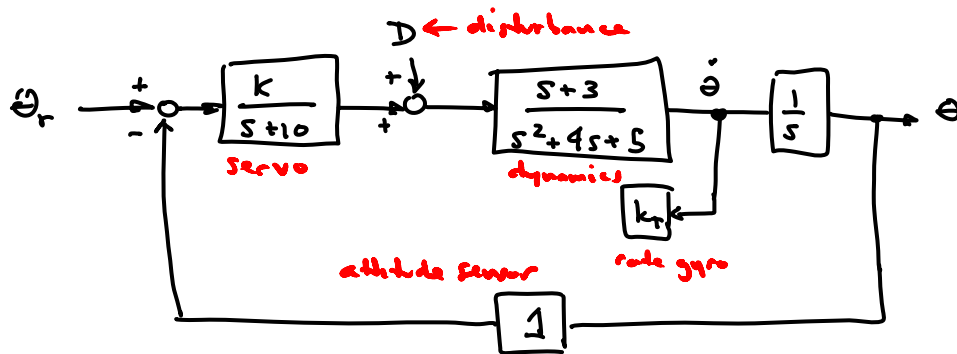 D ← disturbance
+
+
θr
+
-
K
s+10
servo
+
s+3
s²+4s+5
dynamics
θ̇
1
s
θ
kT
rate gyro
attitude sensor
1